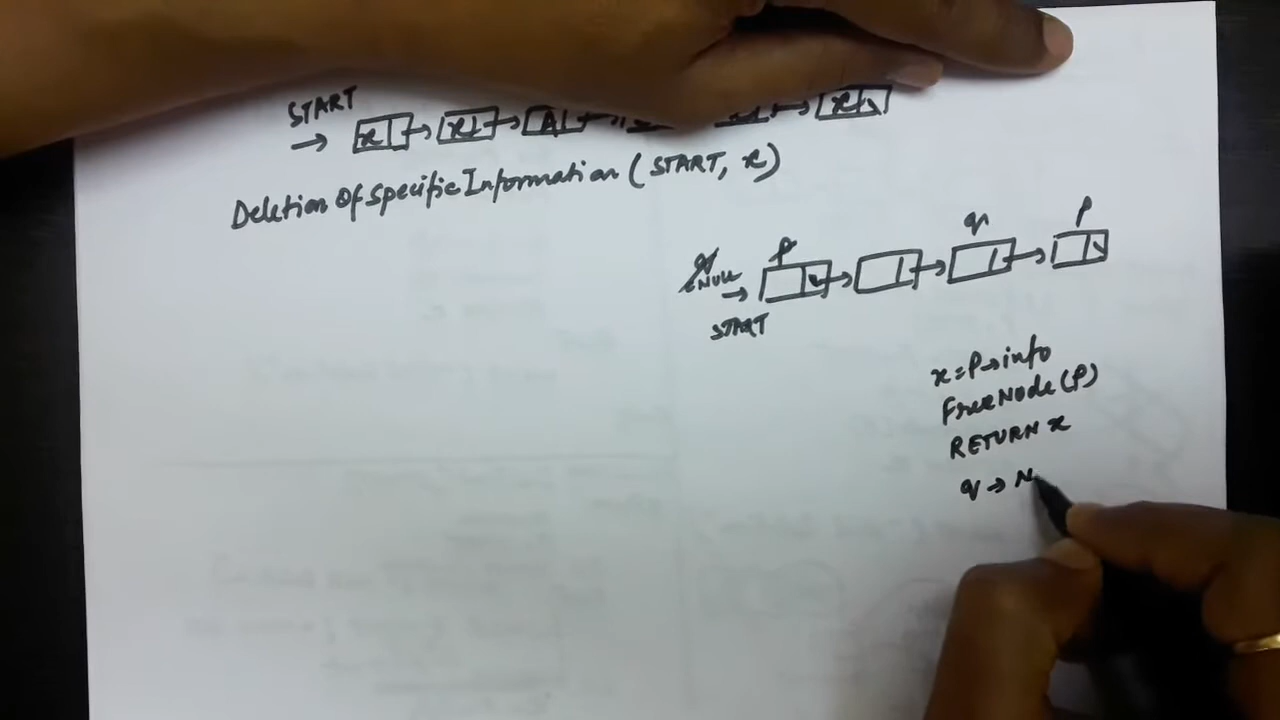 START
x x A x
Deletion Of Specific Information ( START, x )
q P q P
NULL
START
x = P → info
FreeNode (P)
RETURN x
q → N